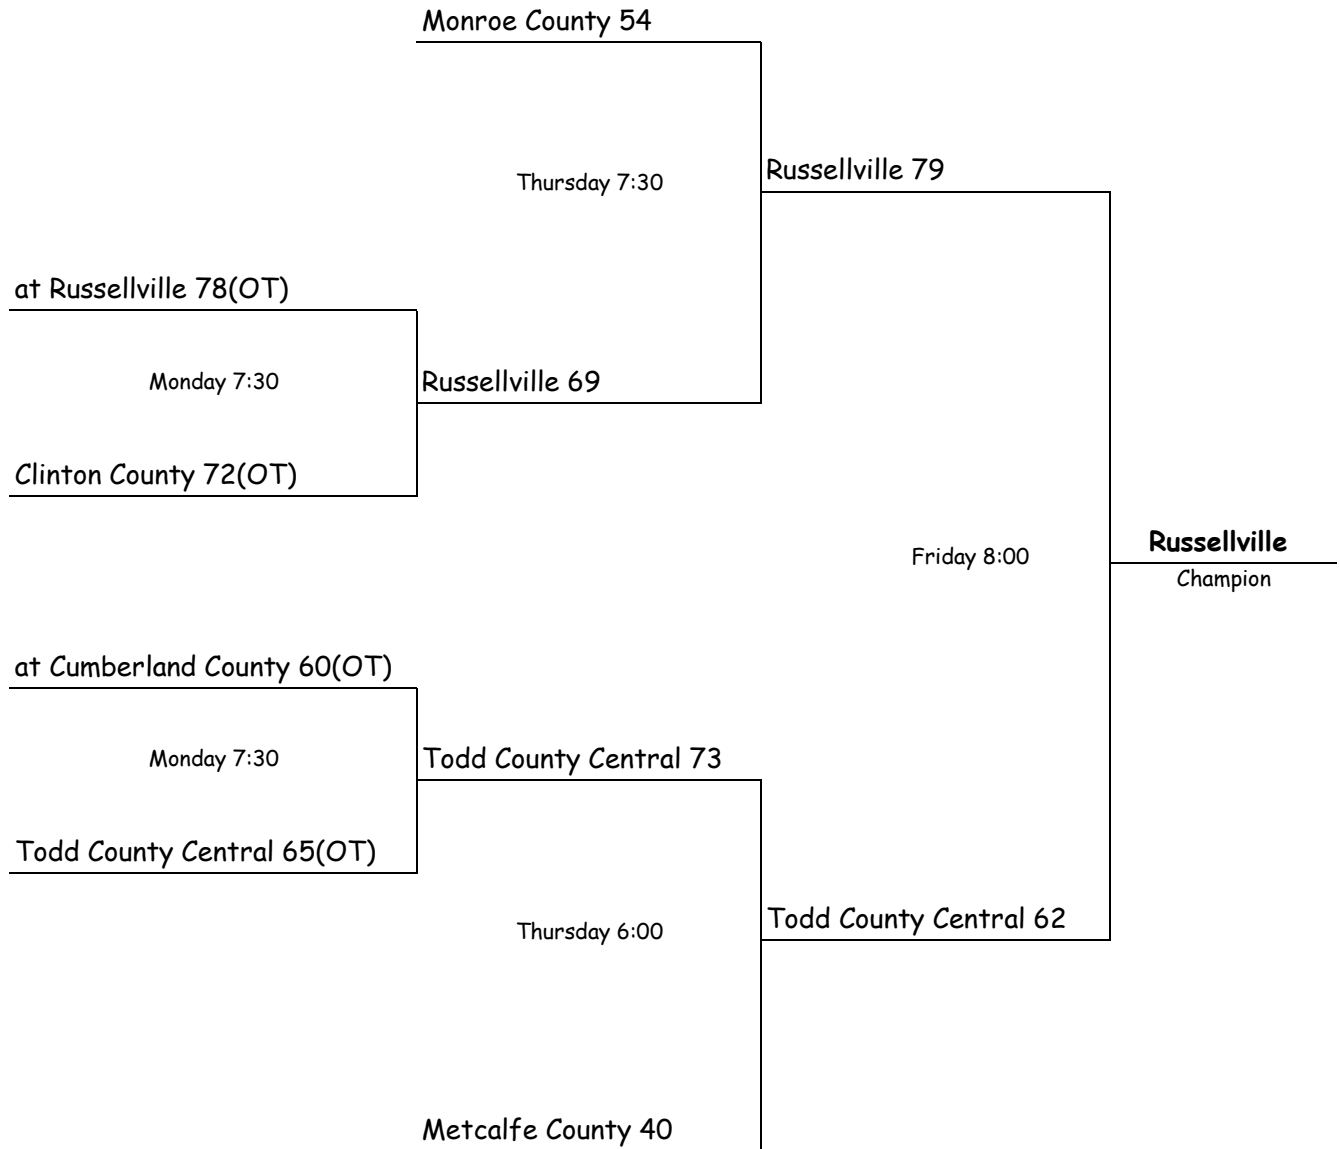 Monroe County 54
Thursday 7:30
Russellville 79
at Russellville 78(OT)
Monday 7:30
Russellville 69
Clinton County 72(OT)
Friday 8:00
Russellville
Champion
at Cumberland County 60(OT)
Monday 7:30
Todd County Central 73
Todd County Central 65(OT)
Thursday 6:00
Todd County Central 62
Metcalfe County 40